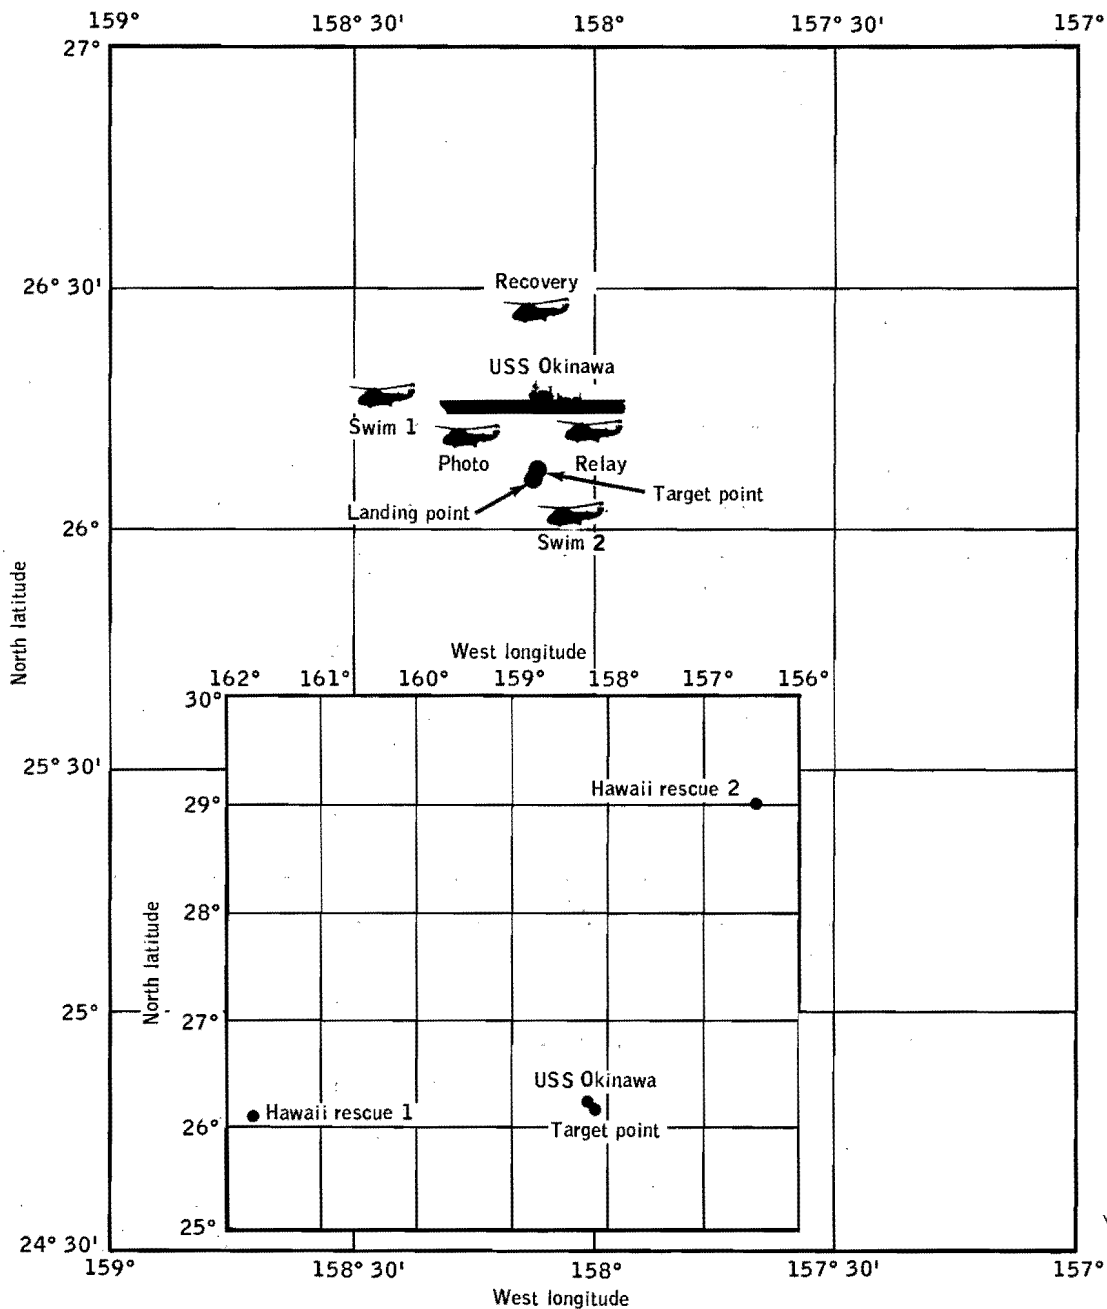 159° 158° 30' 158° 157° 30' 157°
27°
26° 30'
Recovery
USS Okinawa
Swim 1
Photo
Relay
Target point
Landing point
26°
Swim 2
North latitude
West longitude
162° 161° 160° 159° 158° 157° 156°
30°
25° 30'
Hawaii rescue 2
29°
28°
North latitude
25°
27°
USS Okinawa
Hawaii rescue 1
26°
Target point
25°
24° 30'
159° 158° 30' 158° 157° 30' 157°
West longitude